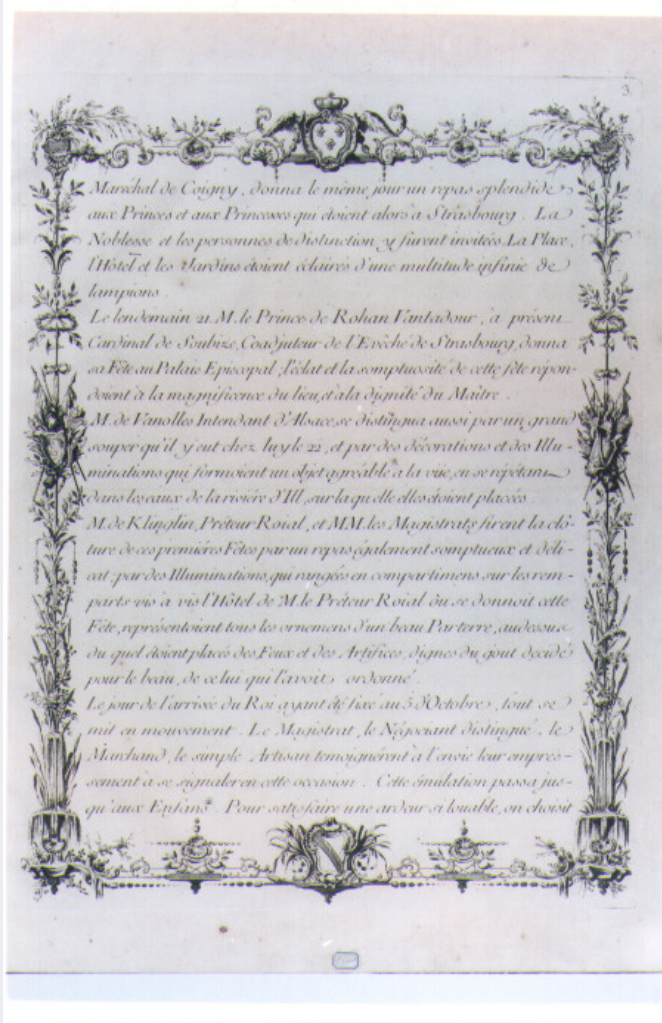 3
Maréchal de Coigny, donna le même jour un repas splendide
aux Princes et aux Princesses qui étoient alors à Strasbourg. La
Noblesse et les personnes de distinction y furent invitées. La Place,
l'Hôtel et les Jardins étoient éclairés d'une multitude infinie de
lampions.
Le lendemain 21. M. le Prince de Rohan Vantadour, à présent
Cardinal de Soubize, Coadjuteur de l'Evêché de Strasbourg, donna
sa Fête au Palais Episcopal, l'éclat et la somptuosité de cette fête répon-
doient à la magnificence du lieu, et à la dignité du Maître.
M. de Vanolles Intendant d'Alsace, se distingua aussi par un grand
souper qu'il y eut chez luy le 22, et par des décorations et des Illu-
minations qui formoient un objet agréable à la vüe, en se répétant
dans les eaux de la rivière d'Ill, sur laquelle elles étoient placées.
M. de Klinglin, Préteur Roial, et MM. les Magistrats firent la clô-
ture de ces premières Fêtes par un repas également somptueux et déli-
cat; par des Illuminations, qui rangées en compartimens sur les rem-
parts vis à vis l'Hôtel de M. le Préteur Roial où se donnoit cette
Fête, représentoient tous les ornemens d'un beau Parterre, au dessus
du quel étoient placés des Feux et des Artifices, dignes du gout décidé
pour le beau, de celui qui l'avoit ordonné.
Le jour de l'arrivée du Roi ayant été fixé au 5 d'Octobre, tout se
mit en mouvement. Le Magistrat, le Négociant distingué, le
Marchand, le simple Artisan temoignérent à l'envie leur empres-
sement à se signaler en cette occasion. Cette émulation passa jus-
qu'aux Enfans. Pour satisfaire une ardeur si louable, on choisit